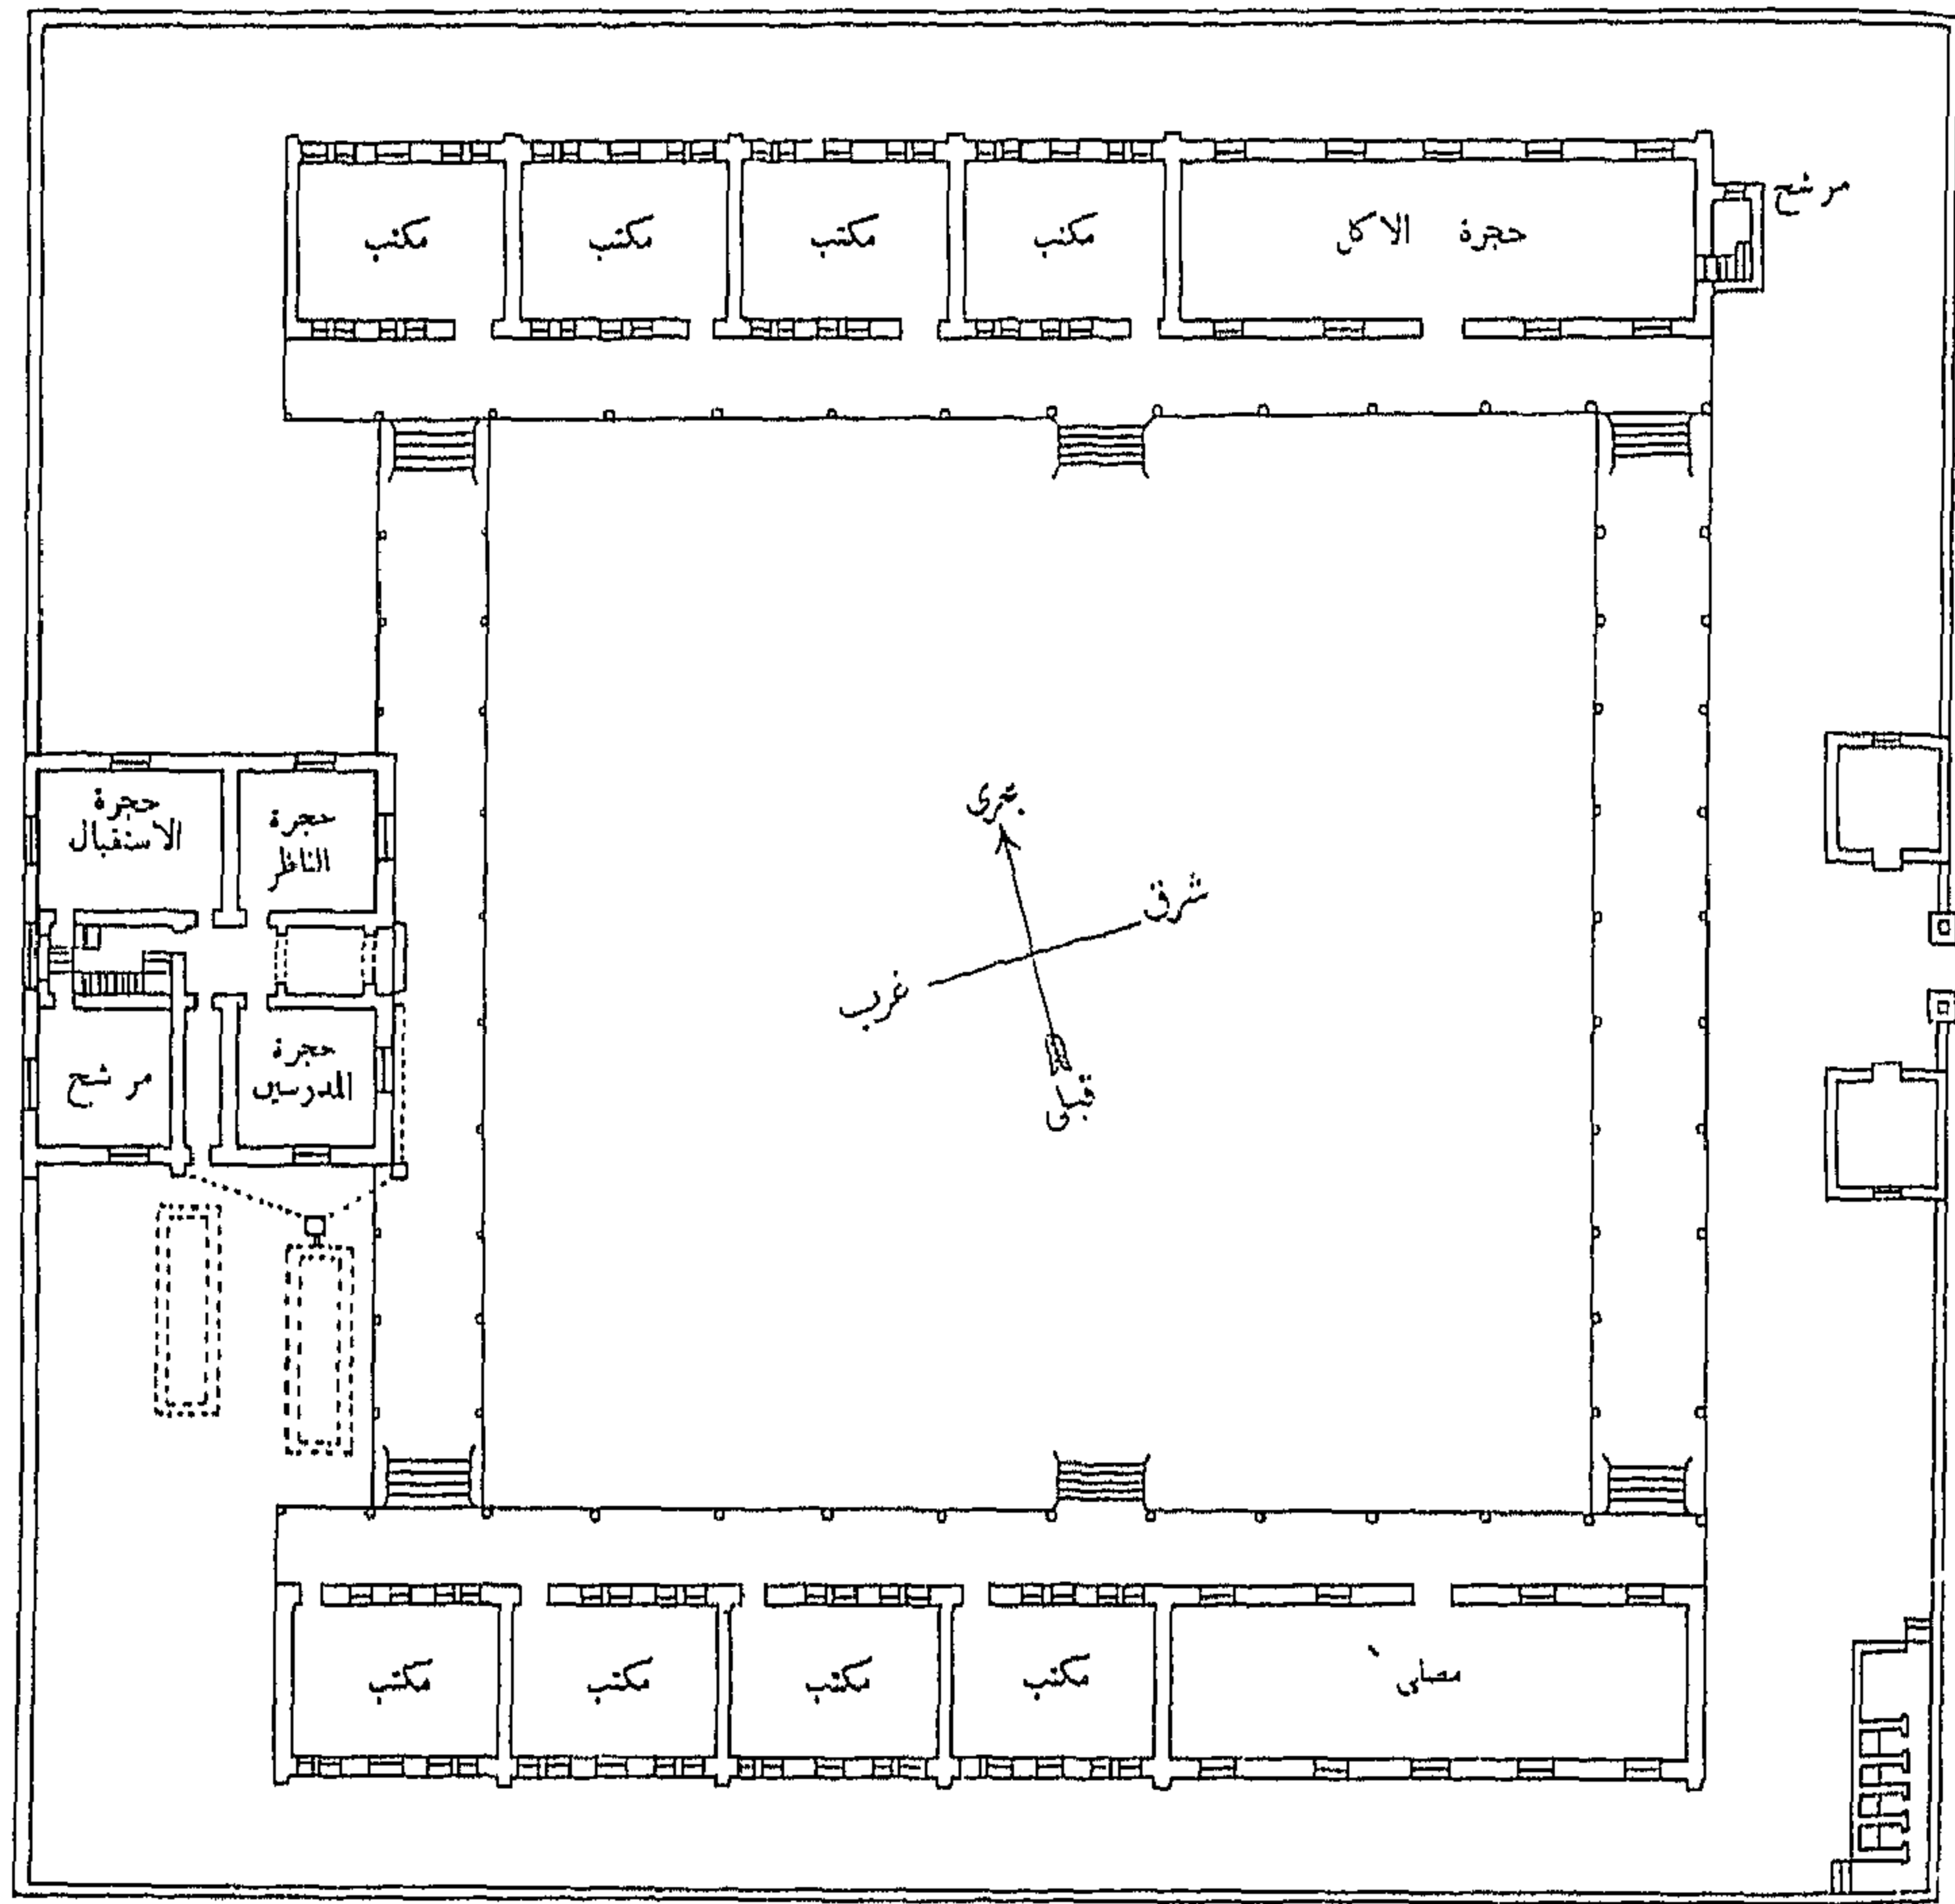 مرشح
حجرة الاكل
مكتب
مكتب
مكتب
مكتب
حجرة
الناظر
حجرة
الاستقبال
بحرى
شرق
غرب
قبلى
حجرة
المدرسين
مرشح
مصلى
مكتب
مكتب
مكتب
مكتب